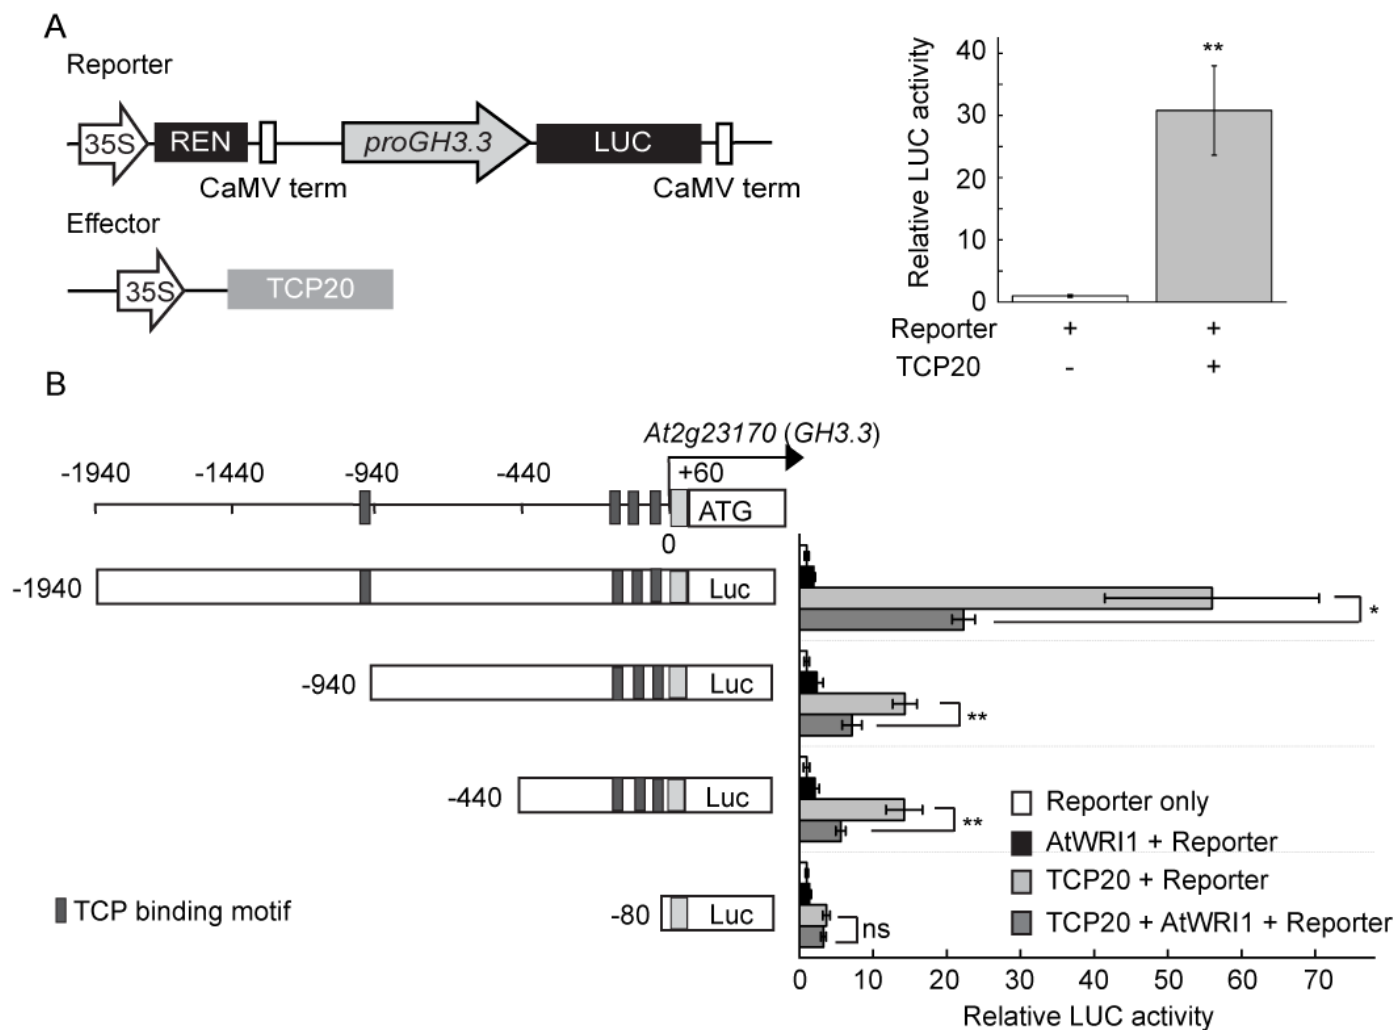 A
Reporter
35S REN proGH3.3 LUC
CaMV term CaMV term
Effector
35S TCP20
Relative LUC activity
40
30
20
10
0
**
Reporter + +
TCP20 - +
B
At2g23170 (GH3.3)
-1940 -1440 -940 -440 +60
ATG
0
-1940 Luc
*
-940 Luc
**
-440 Luc
**
-80 Luc
ns
TCP binding motif
Reporter only
AtWRI1 + Reporter
TCP20 + Reporter
TCP20 + AtWRI1 + Reporter
0 10 20 30 40 50 60 70
Relative LUC activity